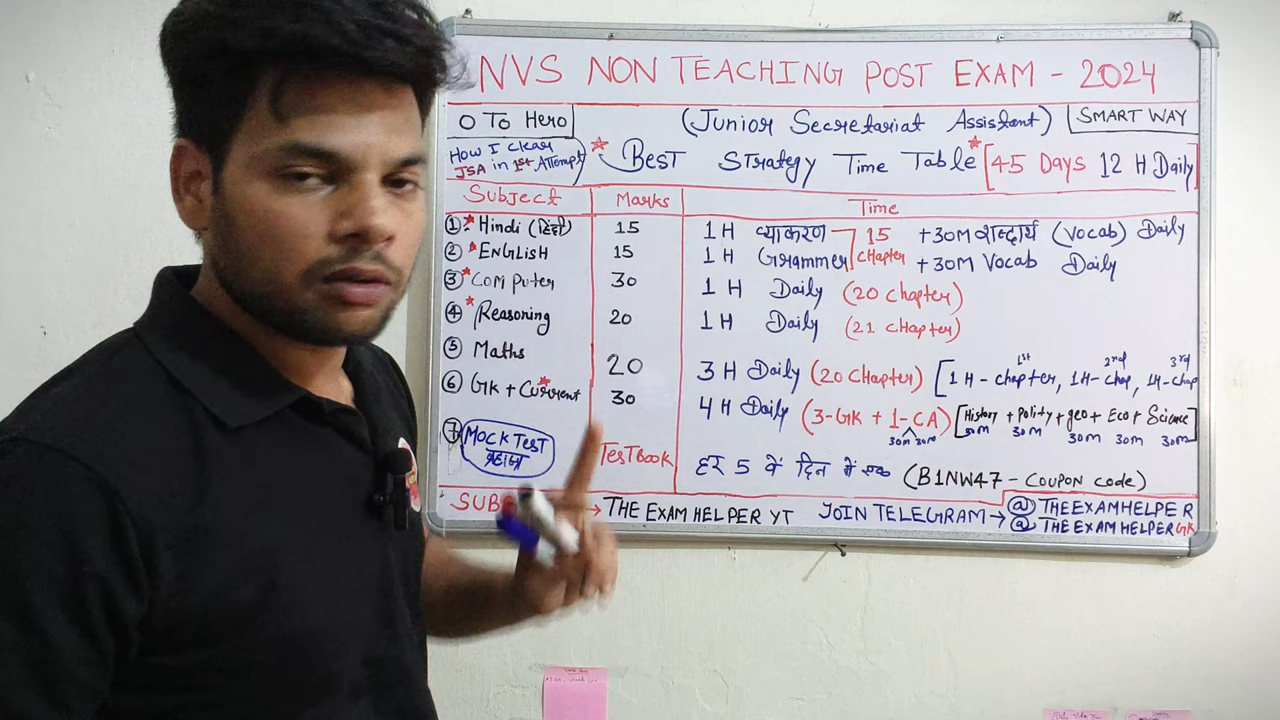 NVS NON TEACHING POST EXAM - 2024
0 To Hero (Junior Secretariat Assistant) SMART WAY
How I Clear JSA in 1st Attempt
Best Strategy Time Table [45 Days 12 H Daily]
Subject Marks Time
① Hindi (हिंदी) 15 1 H व्याकरण 15 chapter +30M शब्दार्थ (Vocab) Daily
② ENGLISH 15 1 H Grammer +30M Vocab Daily
③ Computer 30 1 H Daily (20 chapter)
④ Reasoning 20 1 H Daily (21 cHapter)
⑤ Maths 20 3 H Daily (20 CHapter) [1H-chapter, 1H-chap, 1H-chap
1st 2nd 3rd
⑥ GK + Current 30 4 H Daily (3-GK + 1-CA) [History + Polity + geo + Eco + Science]
30M 30M 30M 30M 30M 30M 30M
⑦ MOCK TEST TesTbook हर 5 वें दिन में एक (B1NW47 - COUPON code)
SUB → THE EXAM HELPER YT JOIN TELEGRAM → @ THEEXAMHELPER
@ THE EXAM HELPER GK